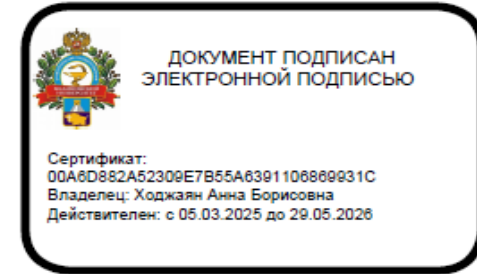 ДОКУМЕНТ ПОДПИСАН
ЭЛЕКТРОННОЙ ПОДПИСЬЮ
Сертификат:
00A6D882A52309E7B55A6391106869931C
Владелец: Ходжаян Анна Борисовна
Действителен: с 05.03.2025 до 29.05.2026